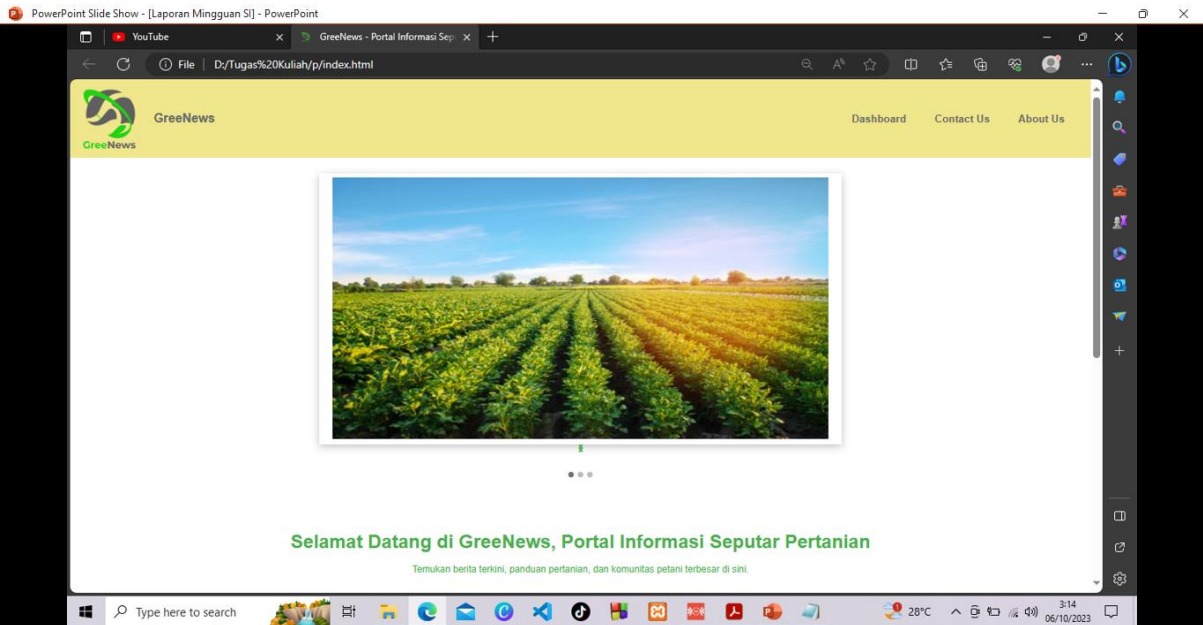 PowerPoint Slide Show - [Laporan Mingguan SI] - PowerPoint
YouTube
GreeNews - Portal Informasi Sep
File D:/Tugas%20Kuliah/p/index.html
GreeNews
GreeNews
Dashboard Contact Us About Us
Selamat Datang di GreeNews, Portal Informasi Seputar Pertanian
Temukan berita terkini, panduan pertanian, dan komunitas petani terbesar di sini.
Type here to search
28°C
3:14
06/10/2023